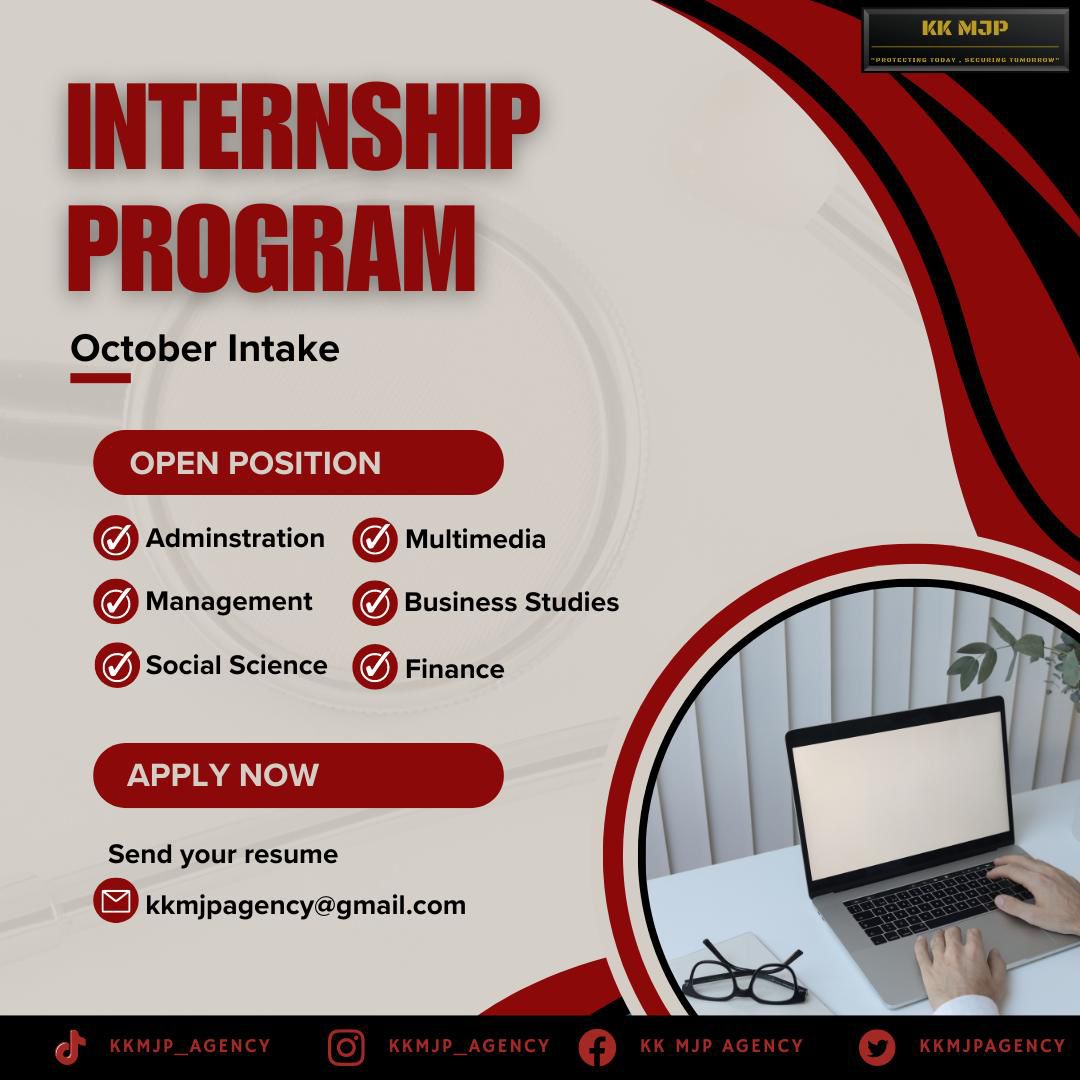 KK MJP
"PROTECTING TODAY , SECURING TOMORROW"
INTERNSHIP
PROGRAM
October Intake
OPEN POSITION
Adminstration
Multimedia
Management
Business Studies
Social Science
Finance
APPLY NOW
Send your resume
kkmjpagency@gmail.com
KKMJP_AGENCY
KKMJP_AGENCY
KK MJP AGENCY
KKMJPAGENCY